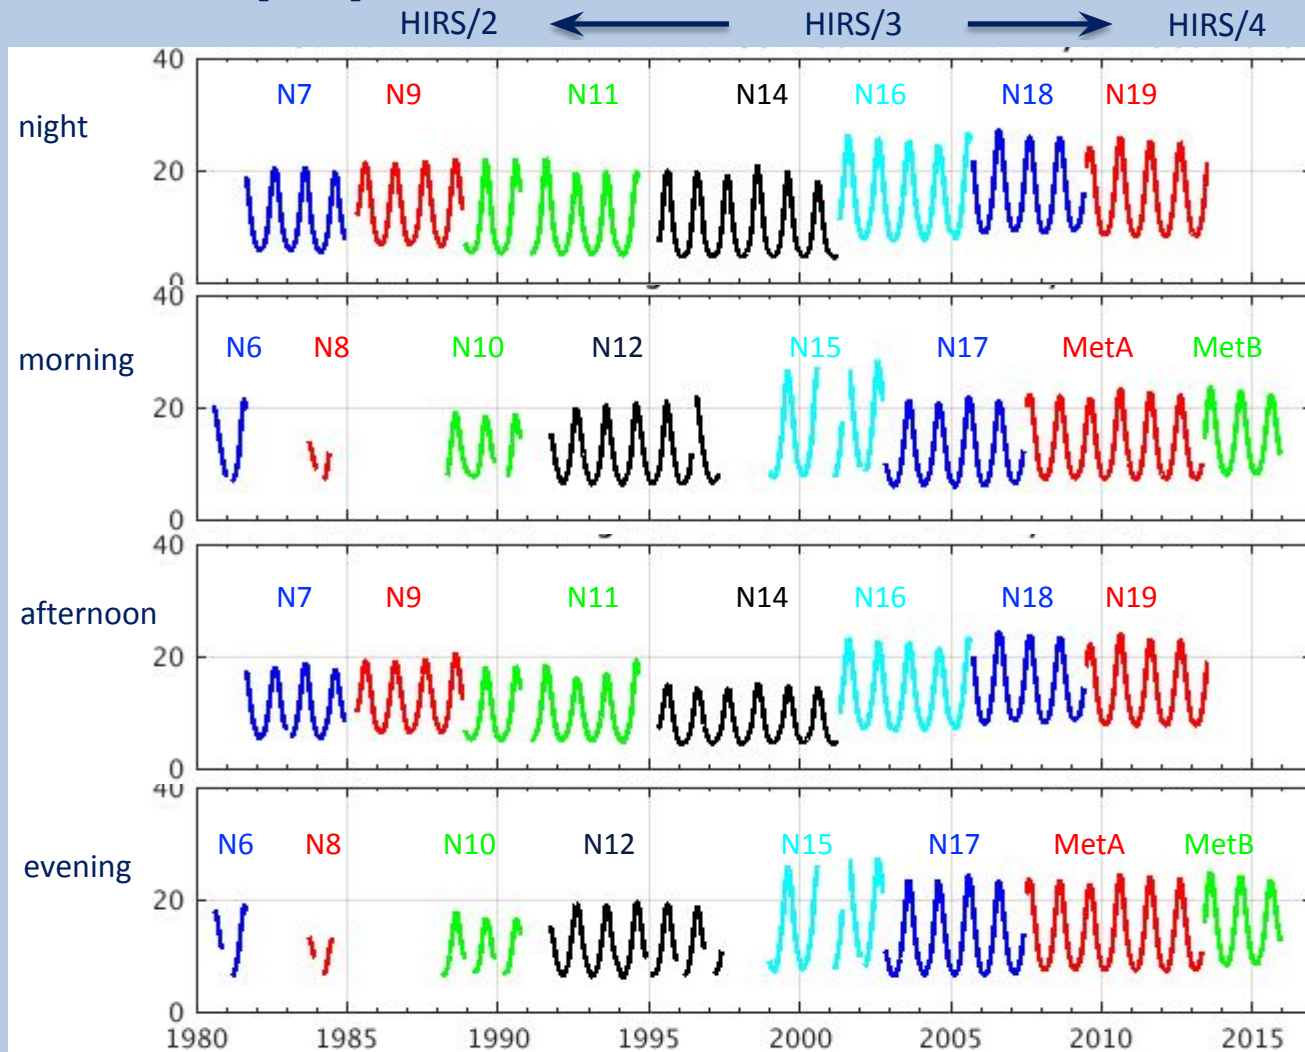 HIRS/2 HIRS/3 HIRS/4
40
N7 N9 N11 N14 N16 N18 N19
night
20
0
40
morning
N6 N8 N10 N12 N15 N17 MetA MetB
20
0
40
N7 N9 N11 N14 N16 N18 N19
afternoon
20
0
40
N6 N8 N10 N12 N15 N17 MetA MetB
evening
20
0
1980 1985 1990 1995 2000 2005 2010 2015